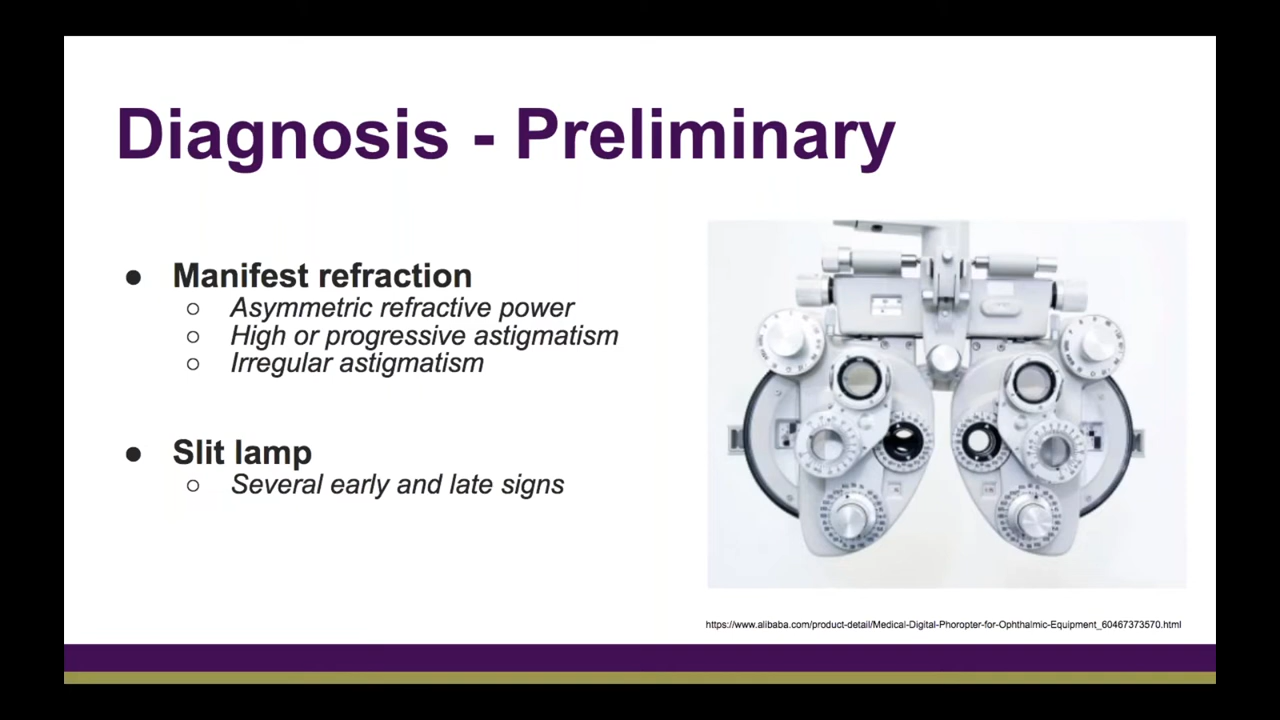 Diagnosis - Preliminary
● Manifest refraction
○ Asymmetric refractive power
○ High or progressive astigmatism
○ Irregular astigmatism
● Slit lamp
○ Several early and late signs
https://www.alibaba.com/product-detail/Medical-Digital-Phoropter-for-Ophthalmic-Equipment_60467373570.html